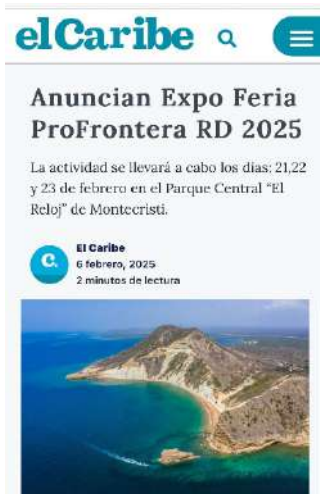 elCaribe
Anuncian Expo Feria
ProFrontera RD 2025
La actividad se llevará a cabo los días: 21,22
y 23 de febrero en el Parque Central “El
Reloj” de Montecristi.
C.
El Caribe
6 febrero, 2025
2 minutos de lectura